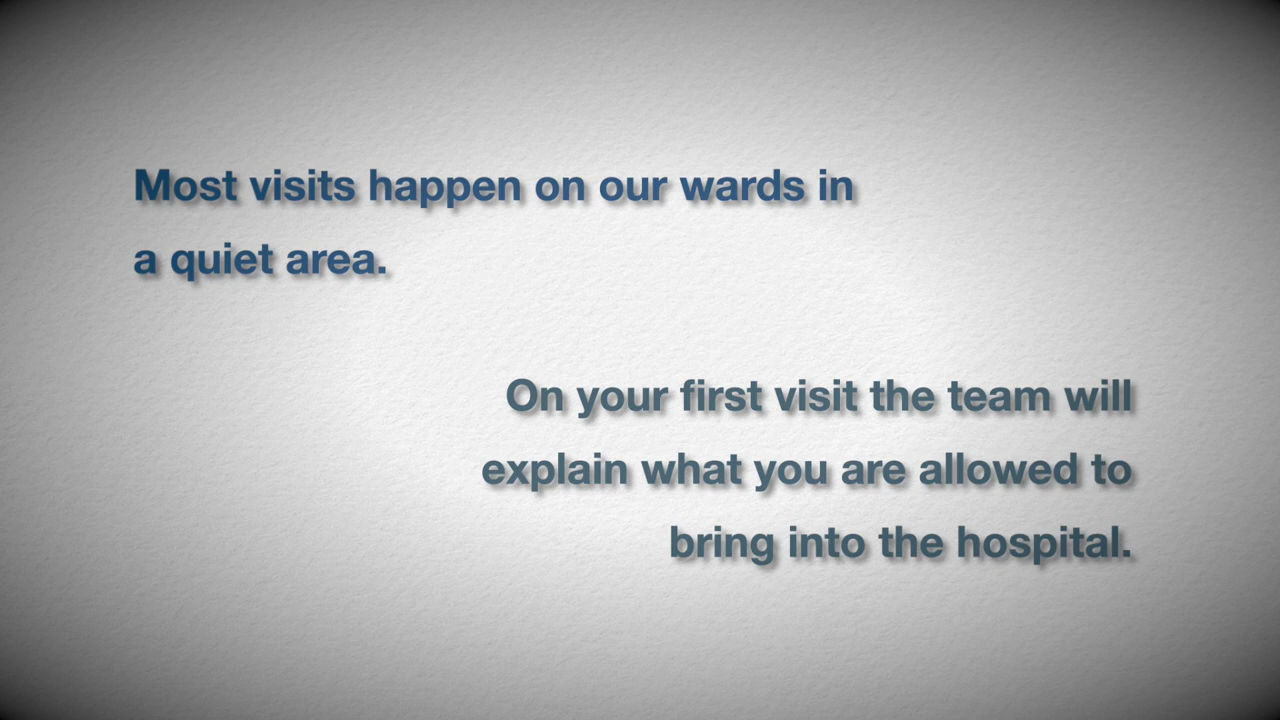 Most visits happen on our wards in
a quiet area.
On your first visit the team will
explain what you are allowed to
bring into the hospital.